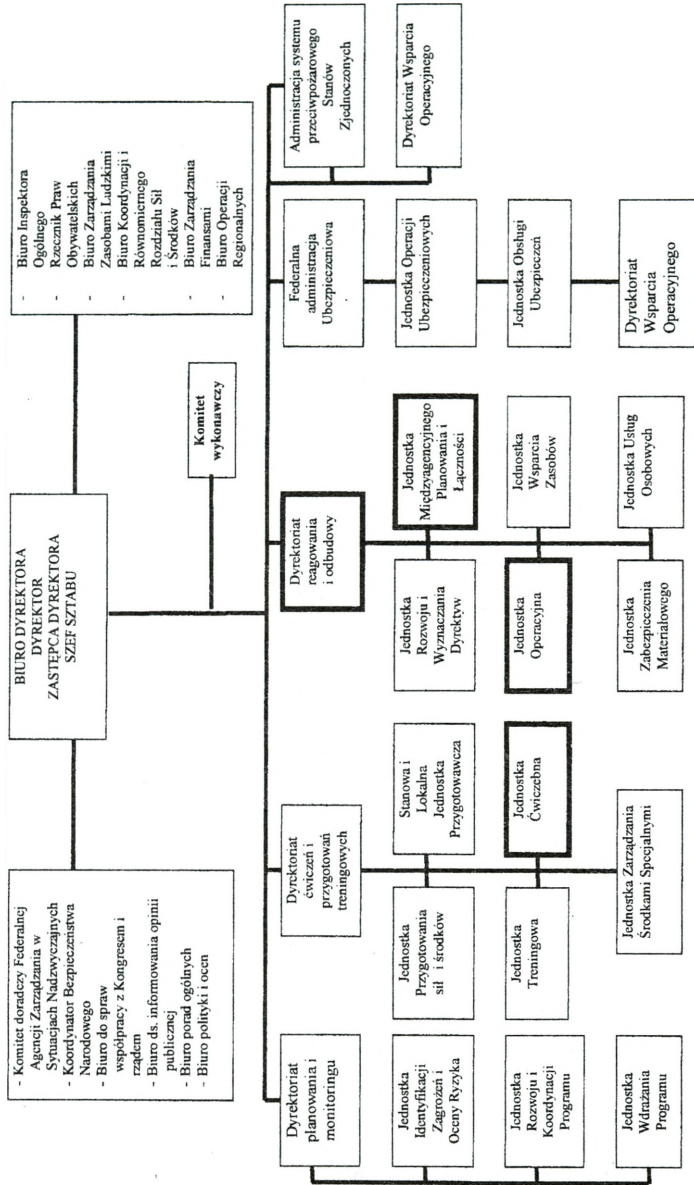 BIURO DYREKTORA
DYREKTOR
ZASTĘPCA DYREKTORA
SZEF SZTABU
- Komitet doradczy Federalnej
Agencji Zarządzania w
Sytuacjach Nadzwyczajnych
- Koordynator Bezpieczeństwa
Narodowego
- Biuro do spraw
współpracy z Kongresem i
rządem
- Biuro ds. informowania opinii
publicznej
- Biuro porad ogólnych
- Biuro polityki i ocen
- Biuro Inspektora
Ogólnego
- Rzecznik Praw
Obywatelskich
- Biuro Zarządzania
Zasobami Ludzkimi
- Biuro Koordynacji i
Równomiernego
Rozdziału Sił
i Środków
- Biuro Zarządzania
Finansami
- Biuro Operacji
Regionalnych
Komitet
wykonawczy
Dyrektoriat
planowania i
monitoringu
Jednostka
Identyfikacji
Zagrożeń i
Oceny Ryzyka
Jednostka
Rozwoju i
Koordynacji
Programu
Jednostka
Wdrażania
Programu
Dyrektoriat
ćwiczeń i
przygotowań
treningowych
Jednostka
Przygotowania
sił i środków
Stanowa i
Lokalna
Jednostka
Przygotowawcza
Jednostka
Treningowa
Jednostka
Ćwiczebna
Jednostka Zarządzania
Środkami Specjalnymi
Dyrektoriat
reagowania
i odbudowy
Jednostka
Rozwoju i
Wyznaczania
Dyrektyw
Jednostka
Międzyagencyjnego
Planowania i
Łączności
Jednostka
Operacyjna
Jednostka
Wsparcia
Zasobów
Jednostka
Zabezpieczenia
Materiałowego
Jednostka Usług
Osobowych
Federalna
administracja
Ubezpieczeniowa
Jednostka Operacji
Ubezpieczeniowych
Jednostka Obsługi
Ubezpieczeń
Dyrektoriat
Wsparcia
Operacyjnego
Administracja systemu
przeciwpożarowego
Stanów
Zjednoczonych
Dyrektoriat Wsparcia
Operacyjnego